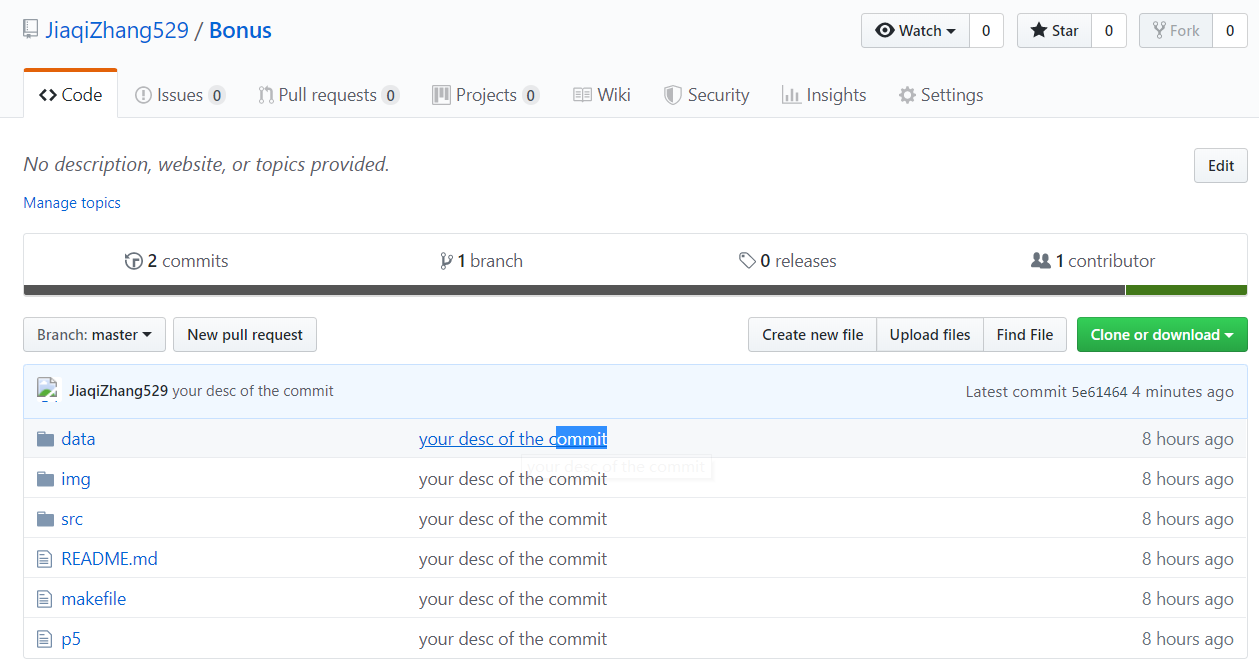 JiaqiZhang529 / Bonus
Watch 0 Star 0 Fork 0
Code Issues 0 Pull requests 0 Projects 0 Wiki Security Insights Settings
No description, website, or topics provided. Edit
Manage topics
2 commits 1 branch 0 releases 1 contributor
Branch: master New pull request Create new file Upload files Find File Clone or download
JiaqiZhang529 your desc of the commit Latest commit 5e61464 4 minutes ago
data your desc of the commit 8 hours ago
your desc of the commit
img your desc of the commit 8 hours ago
src your desc of the commit 8 hours ago
README.md your desc of the commit 8 hours ago
makefile your desc of the commit 8 hours ago
p5 your desc of the commit 8 hours ago